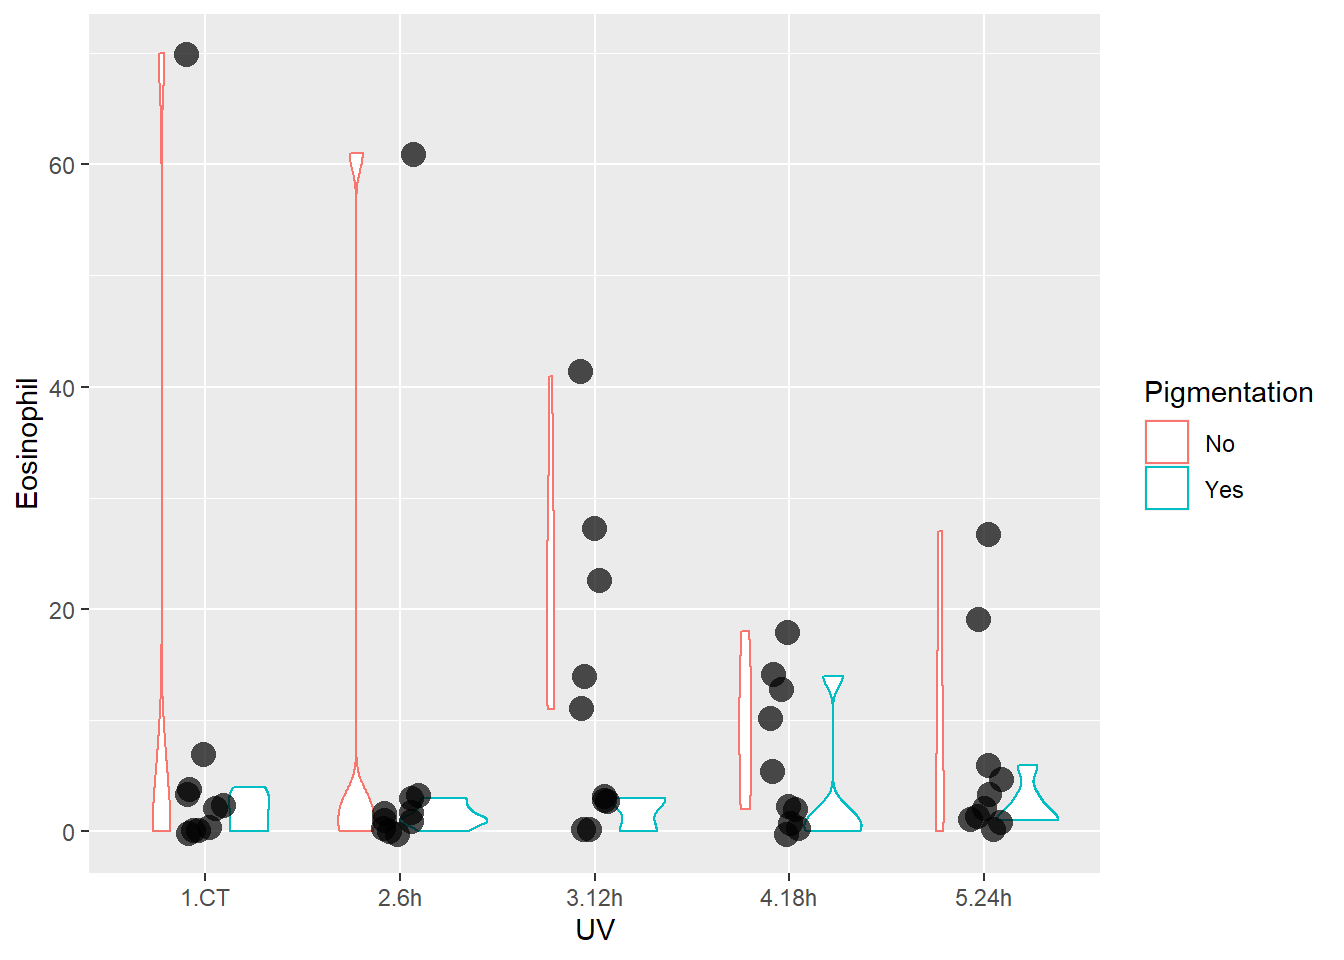 Eosinophil
60
40
20
0
1.CT 2.6h 3.12h 4.18h 5.24h
UV
Pigmentation
No
Yes